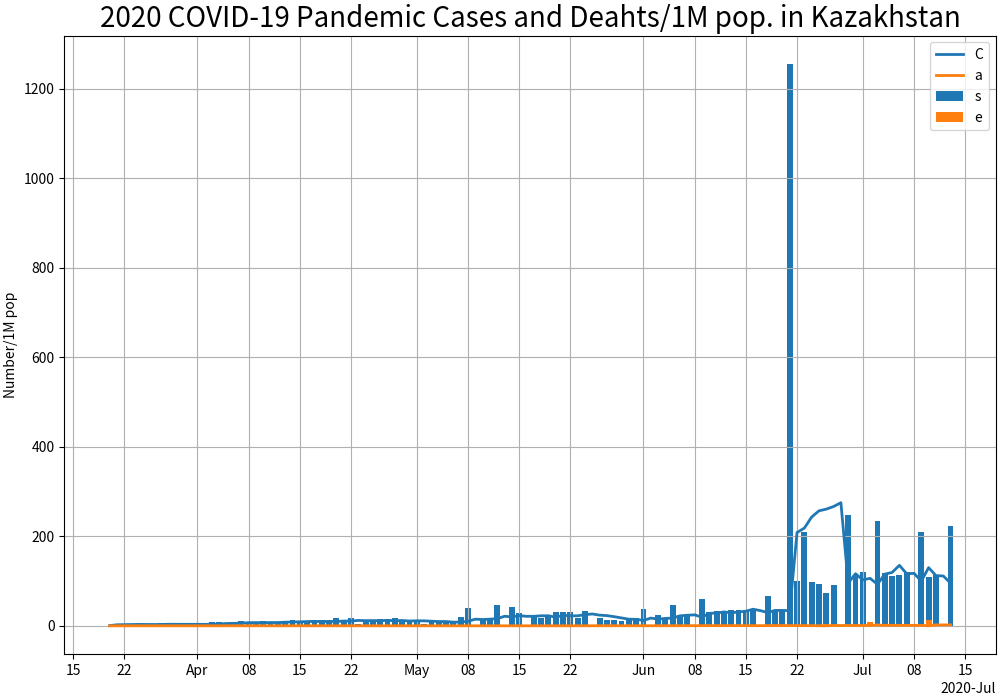 2020 COVID-19 Pandemic Cases and Deahts/1M pop. in Kazakhstan
C
a
s
e
Number/1M pop
1200
1000
800
600
400
200
0
15 22 Apr 08 15 22 May 08 15 22 Jun 08 15 22 Jul 08 15
2020-Jul